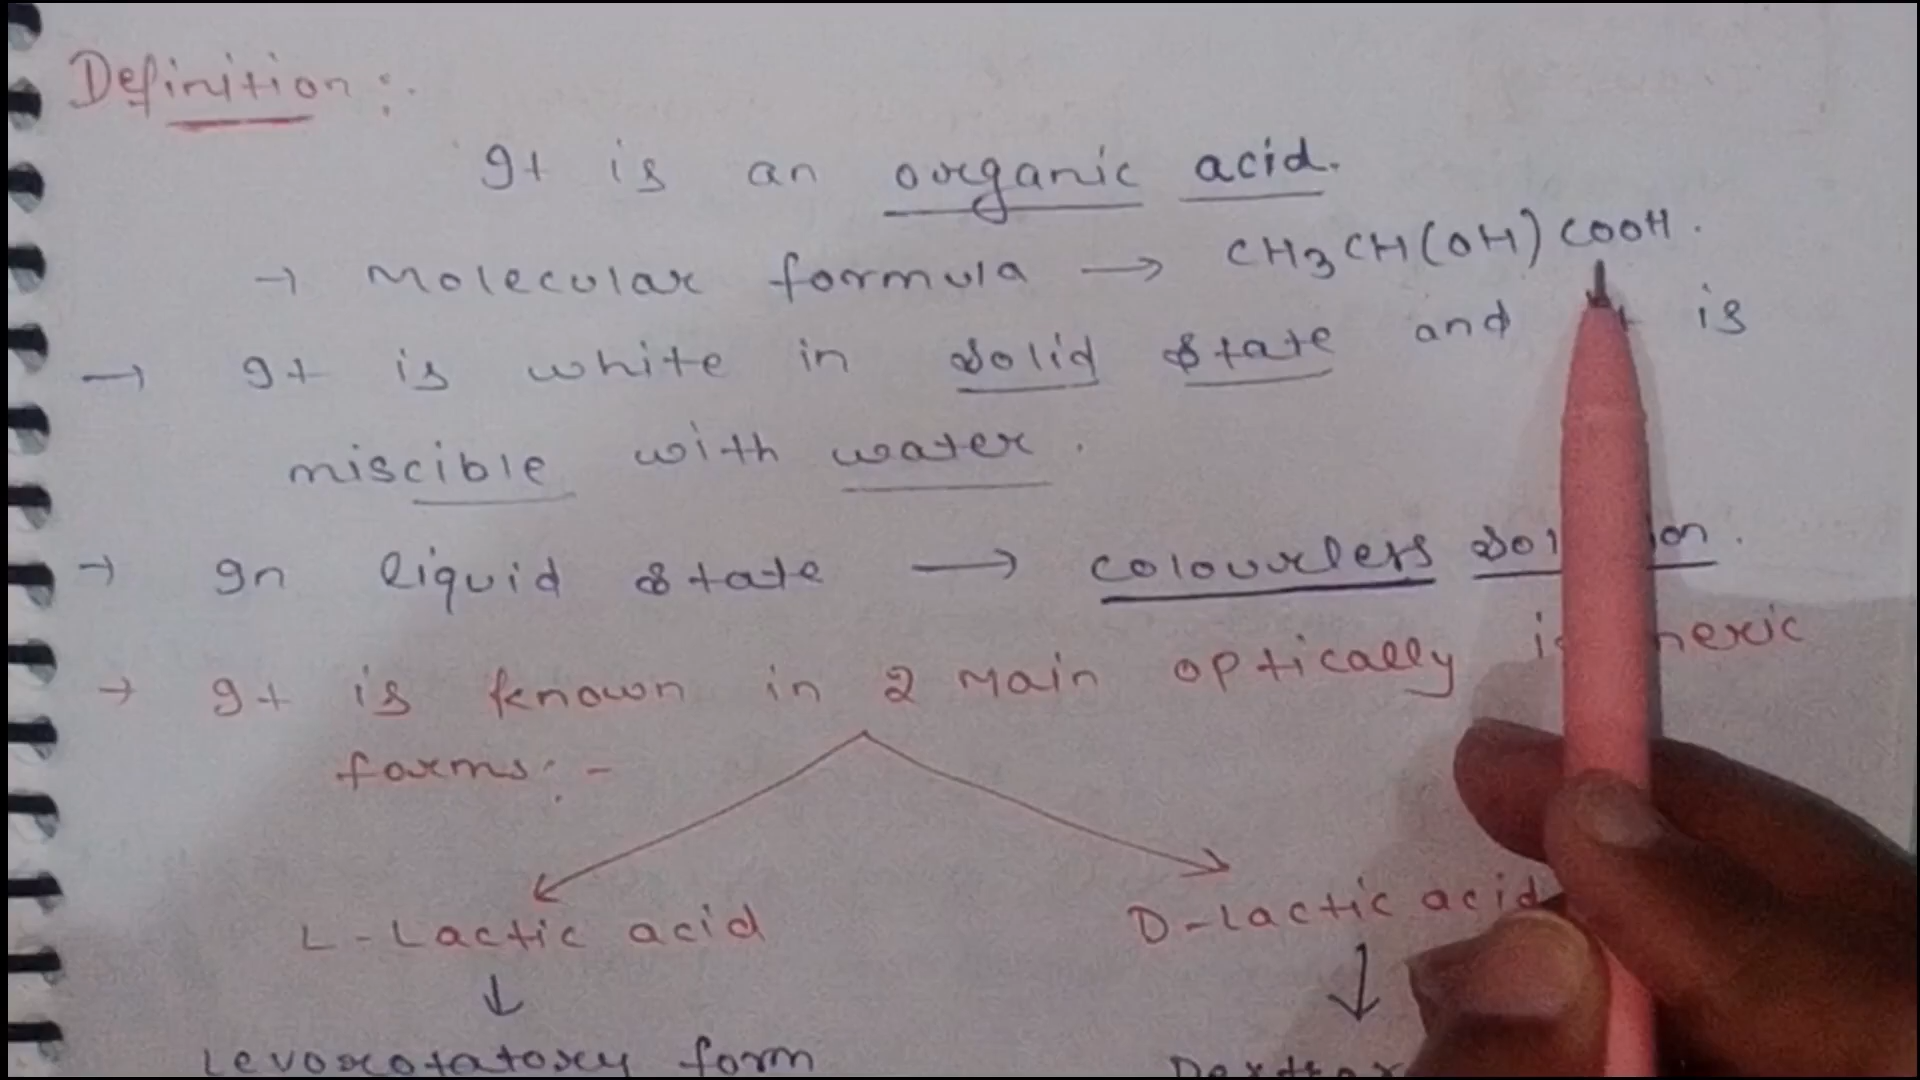 Definition :-
It is an organic acid.
→ Molecular formula → CH3CH(OH)COOH.
→ It is white in solid state and is
miscible with water.
→ In liquid state → colourless
→ It is known in 2 main optically
forms :-
L-Lactic acid D-Lactic acid
↓ ↓
Levorotatory form